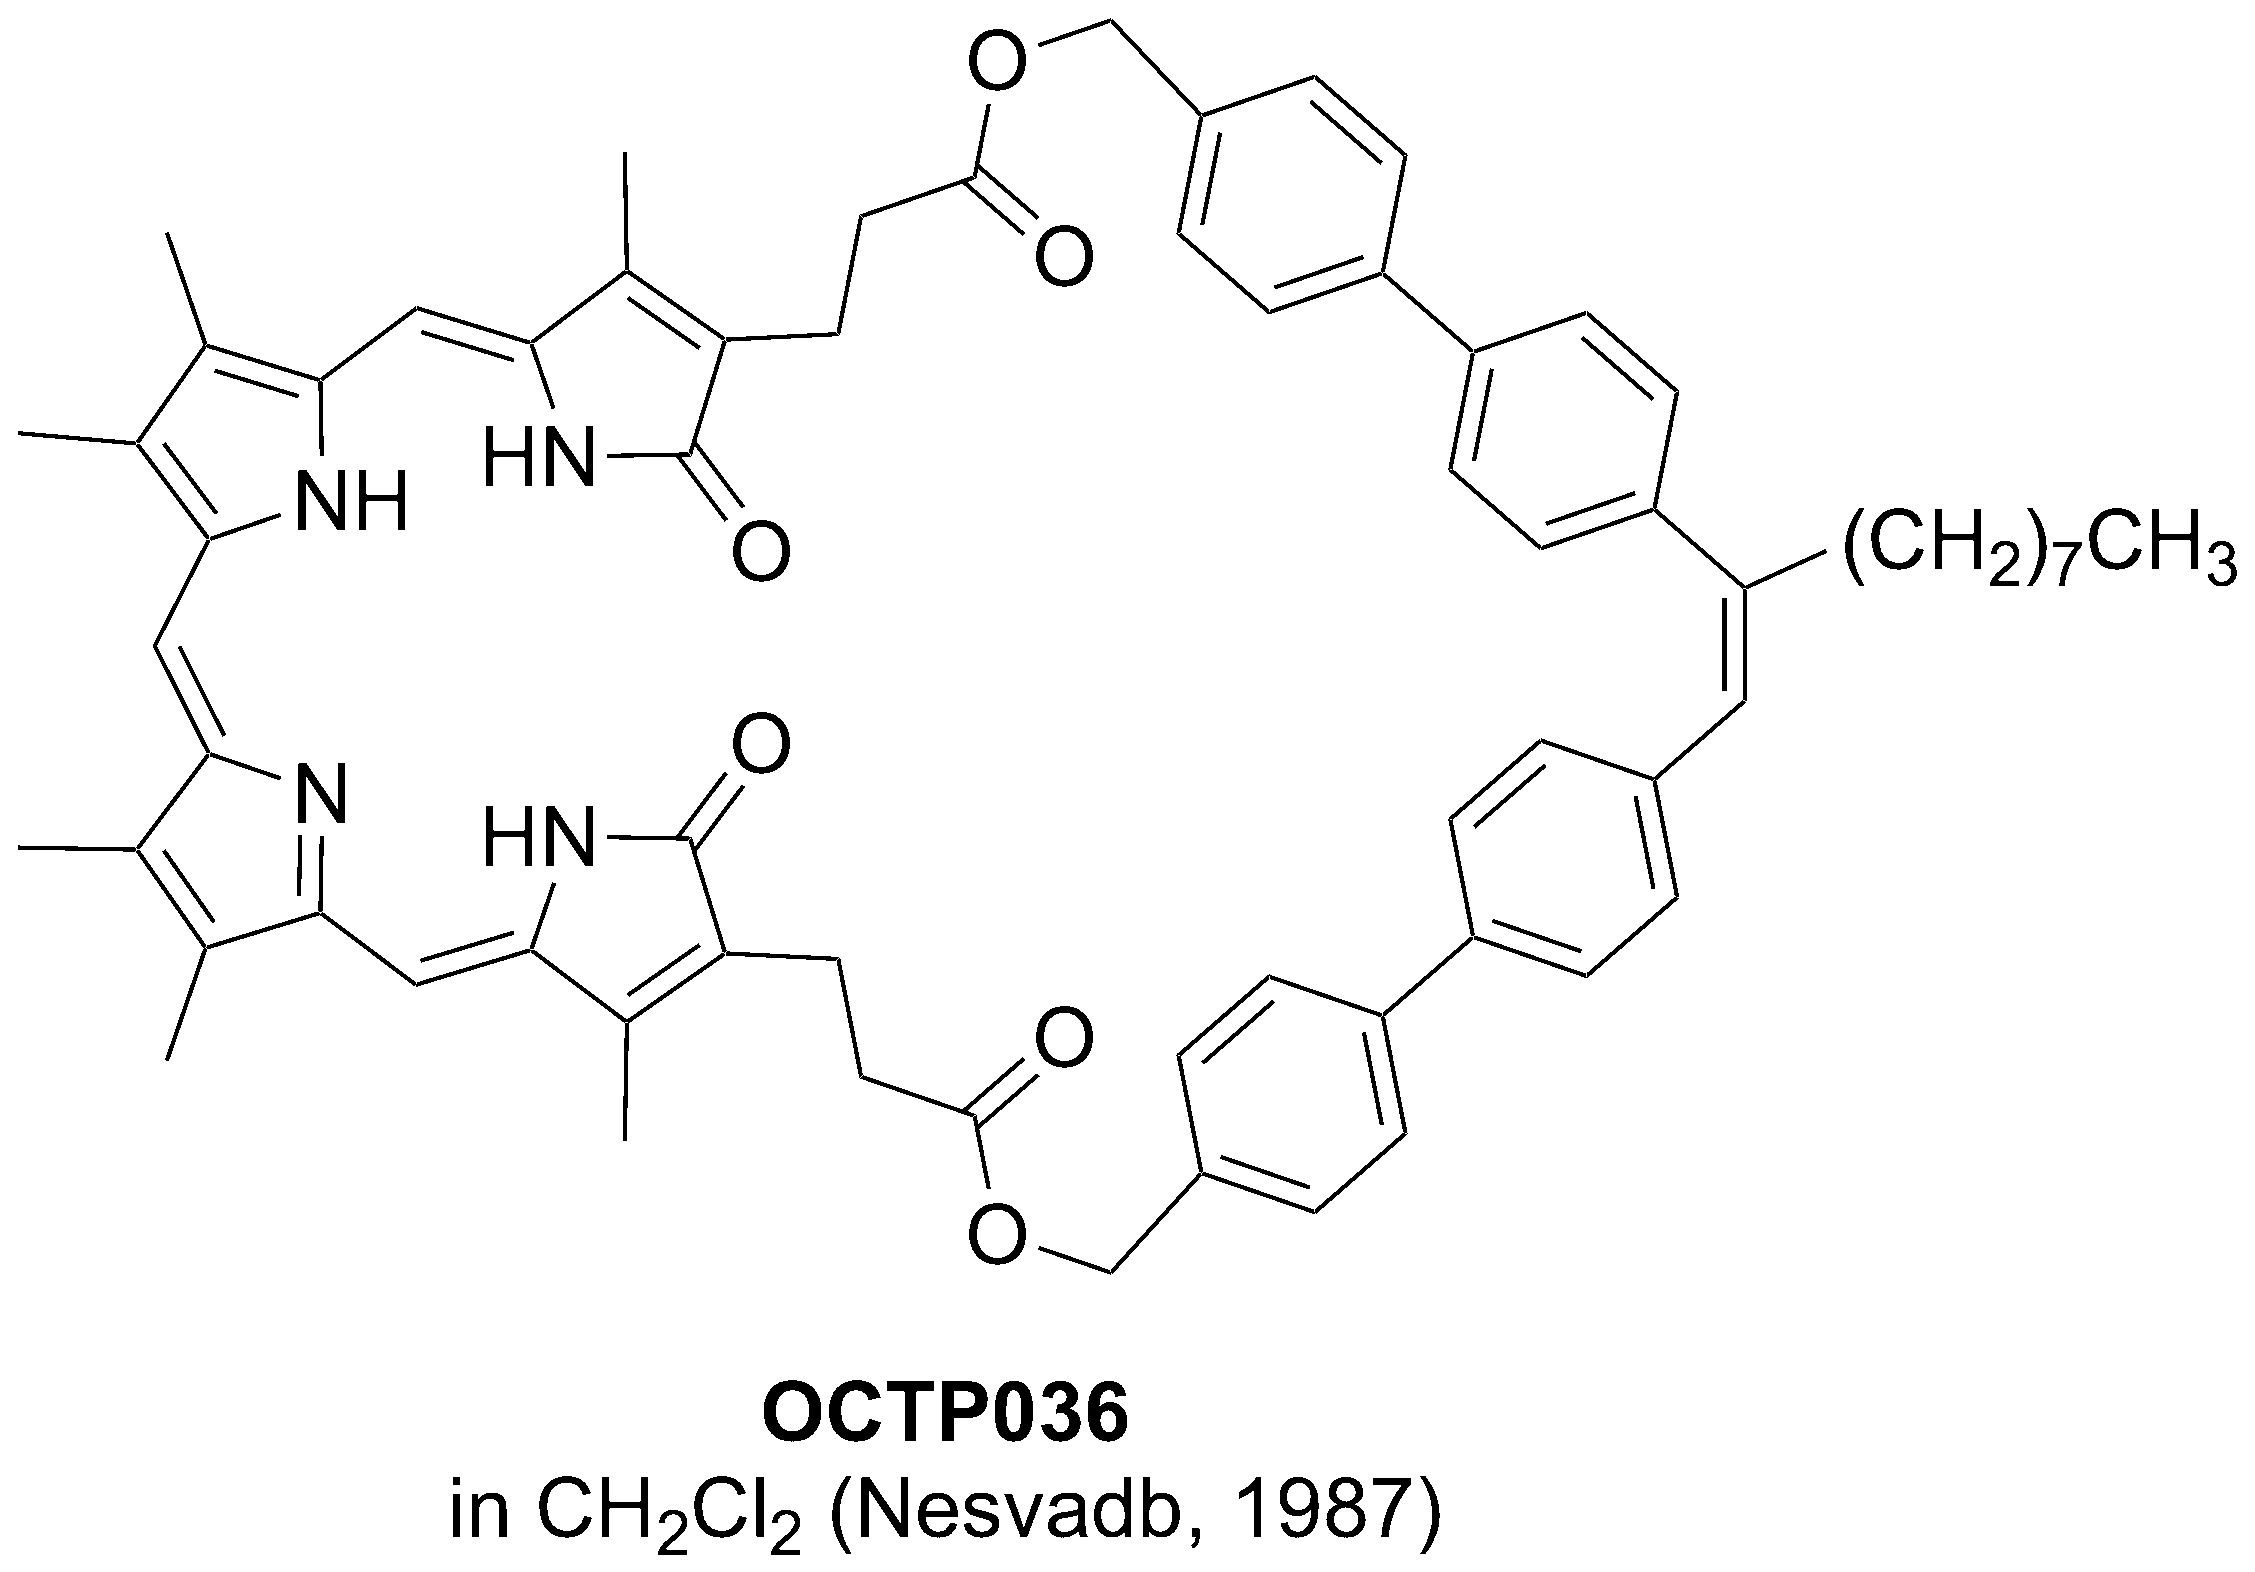 O
O
HN
NH
O
(CH₂)₇CH₃
O
N
HN
O
O
OCTP036
in CH₂Cl₂ (Nesvadb, 1987)